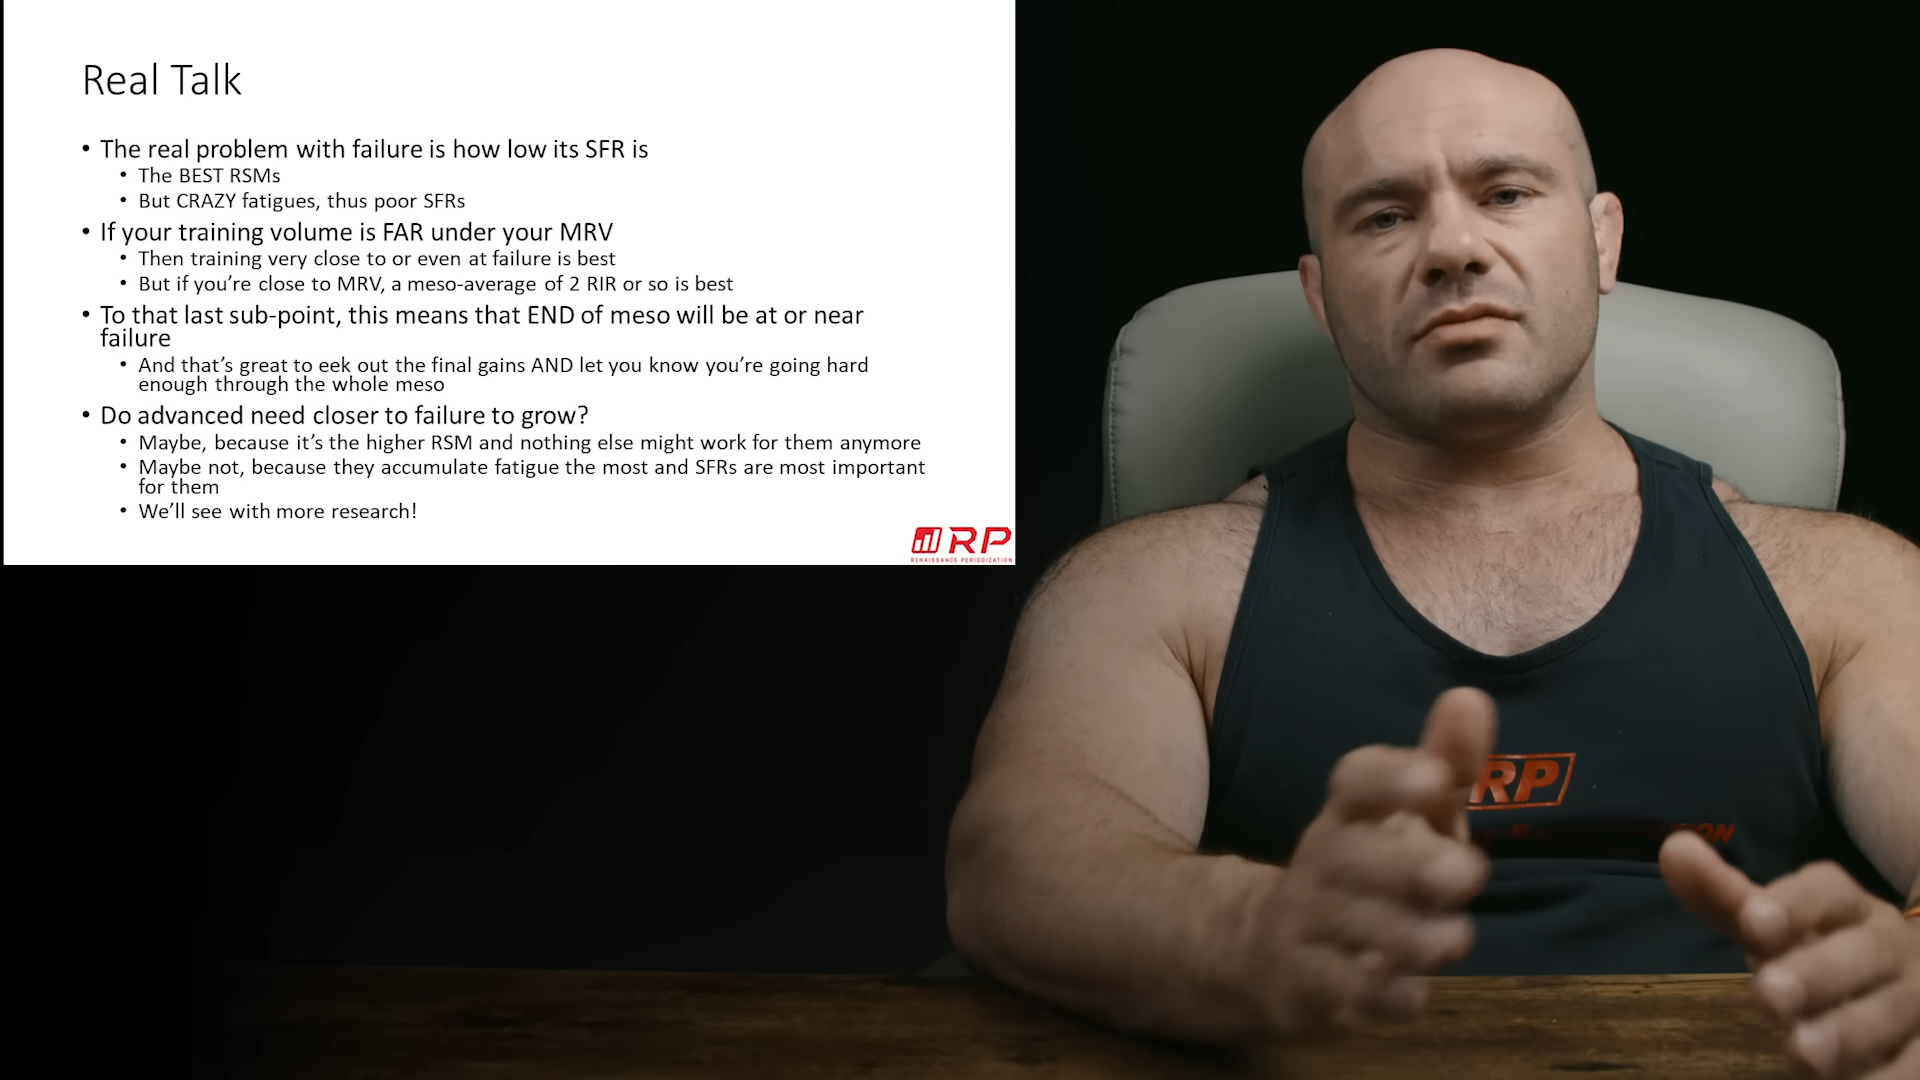 Real Talk
• The real problem with failure is how low its SFR is
• The BEST RSMs
• But CRAZY fatigues, thus poor SFRs
• If your training volume is FAR under your MRV
• Then training very close to or even at failure is best
• But if you’re close to MRV, a meso-average of 2 RIR or so is best
• To that last sub-point, this means that END of meso will be at or near
failure
• And that’s great to eek out the final gains AND let you know you’re going hard
enough through the whole meso
• Do advanced need closer to failure to grow?
• Maybe, because it’s the higher RSM and nothing else might work for them anymore
• Maybe not, because they accumulate fatigue the most and SFRs are most important
for them
• We’ll see with more research!
RP
RENAISSANCE PERIODIZATION
RP